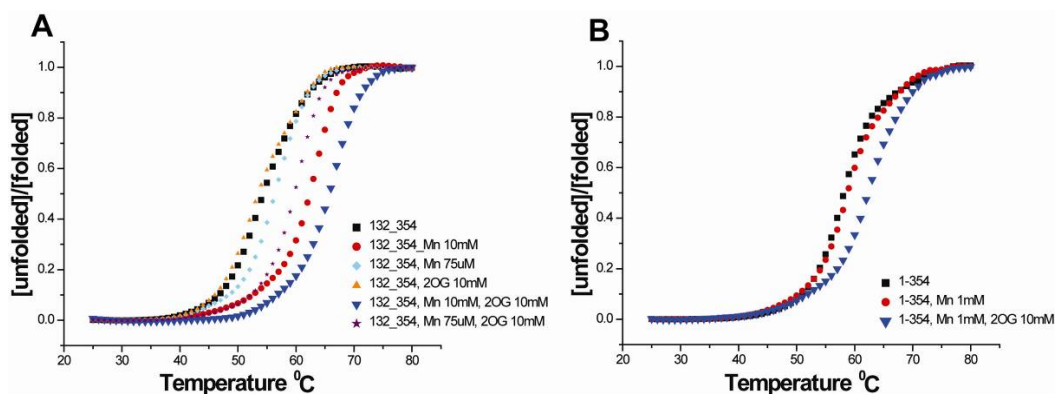 A
[unfolded]/[folded]
1.0
0.8
0.6
0.4
0.2
0.0
20 30 40 50 60 70 80
Temperature ⁰C
132_354
132_354_Mn 10mM
132_354, Mn 75uM
132_354, 2OG 10mM
132_354, Mn 10mM, 2OG 10mM
132_354, Mn 75uM, 2OG 10mM
B
[unfolded]/[folded]
1.0
0.8
0.6
0.4
0.2
0.0
20 30 40 50 60 70 80
Temperature ⁰C
1-354
1-354, Mn 1mM
1-354, Mn 1mM, 2OG 10mM